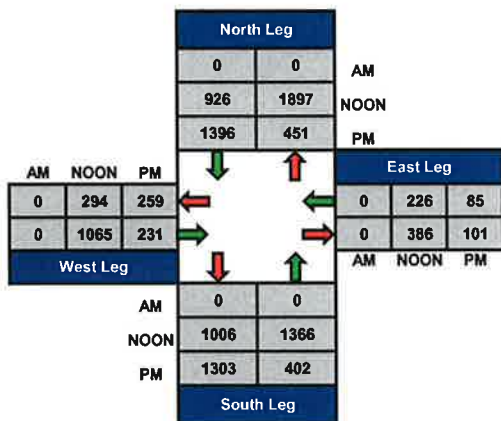 North Leg
0 0 AM
926 1897 NOON
1396 451 PM
AM NOON PM
0 294 259
0 1065 231
West Leg
East Leg
0 226 85
0 386 101
AM NOON PM
AM 0 0
NOON 1006 1366
PM 1303 402
South Leg